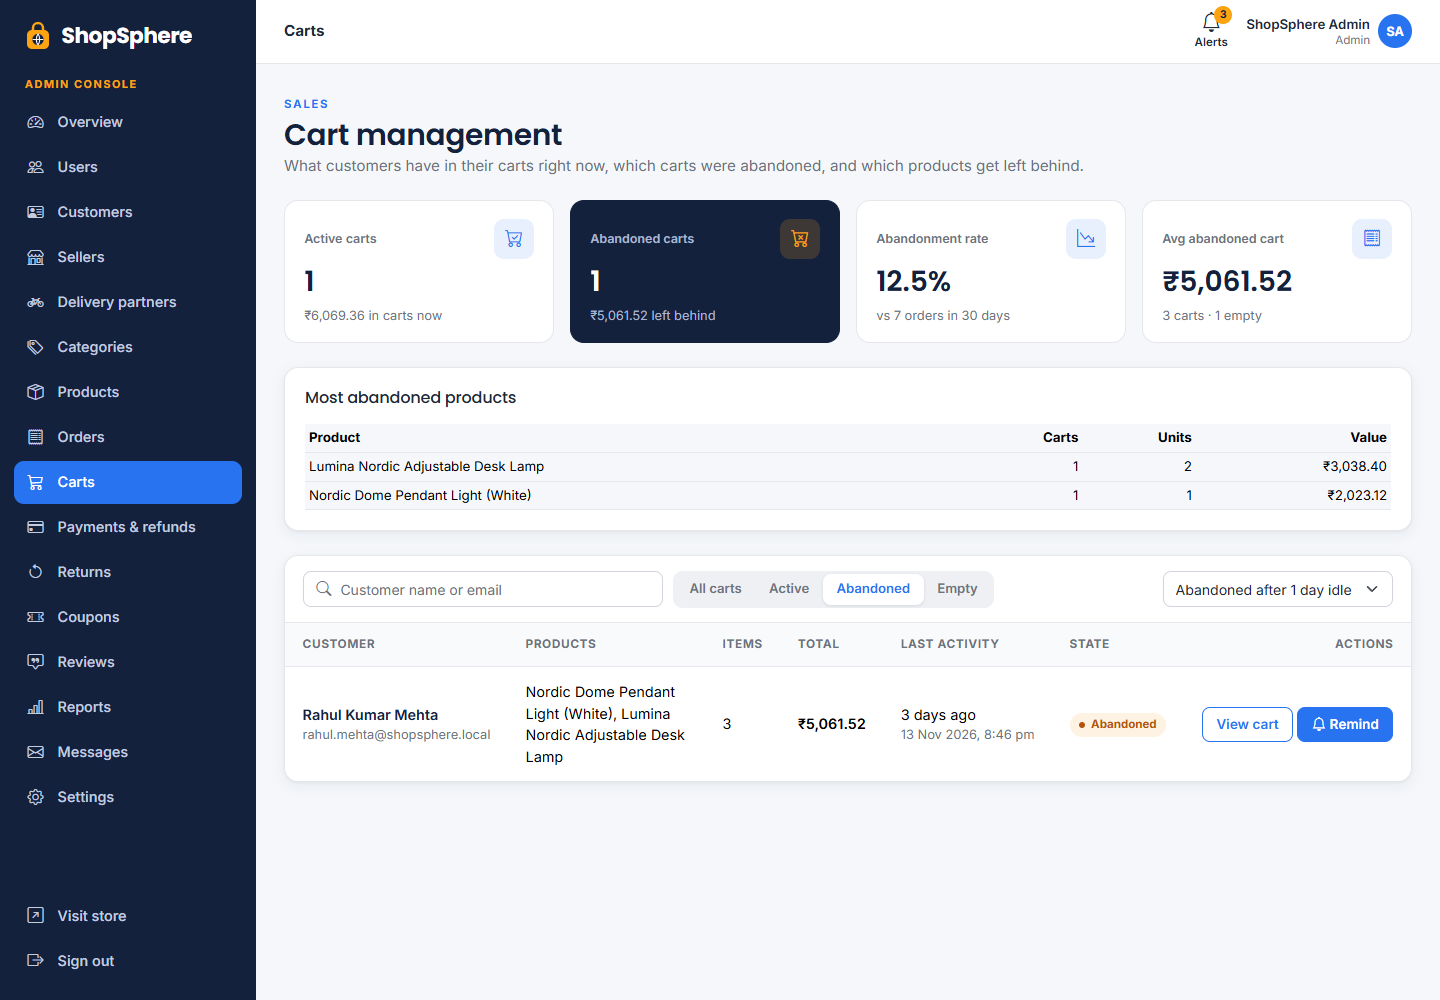 ShopSphere
ADMIN CONSOLE
Overview
Users
Customers
Sellers
Delivery partners
Categories
Products
Orders
Carts
Payments & refunds
Returns
Coupons
Reviews
Reports
Messages
Settings
Visit store
Sign out
Carts
3
Alerts
ShopSphere Admin
Admin
SA
SALES
Cart management
What customers have in their carts right now, which carts were abandoned, and which products get left behind.
Active carts
1
₹6,069.36 in carts now
Abandoned carts
1
₹5,061.52 left behind
Abandonment rate
12.5%
vs 7 orders in 30 days
Avg abandoned cart
₹5,061.52
3 carts · 1 empty
Most abandoned products
Product Carts Units Value
Lumina Nordic Adjustable Desk Lamp 1 2 ₹3,038.40
Nordic Dome Pendant Light (White) 1 1 ₹2,023.12
Customer name or email
All carts Active Abandoned Empty
Abandoned after 1 day idle
CUSTOMER PRODUCTS ITEMS TOTAL LAST ACTIVITY STATE ACTIONS
Rahul Kumar Mehta
rahul.mehta@shopsphere.local
Nordic Dome Pendant
Light (White), Lumina
Nordic Adjustable Desk
Lamp
3
₹5,061.52
3 days ago
13 Nov 2026, 8:46 pm
Abandoned
View cart
Remind